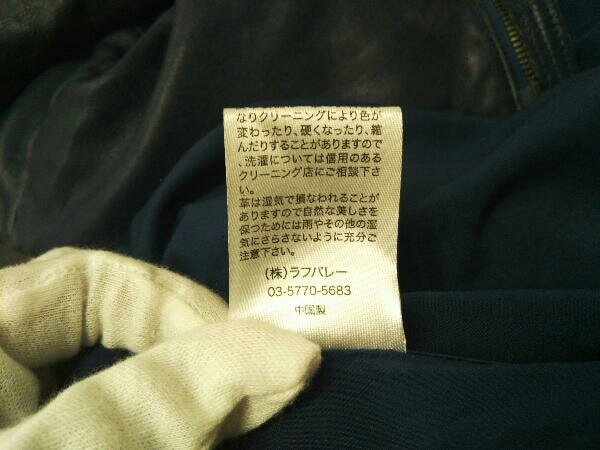 なりクリーニングにより色が
変わったり、硬くなったり、縮
んだりすることがありますので
、洗濯については信用のある
クリーニング店にご相談下さ
い。
革は湿気で損なわれることが
ありますので自然な美しさを
保つためには雨やその他の湿
気にさらさないように充分ご
注意下さい。
(株)ラフバレー
03-5770-5683
中国製